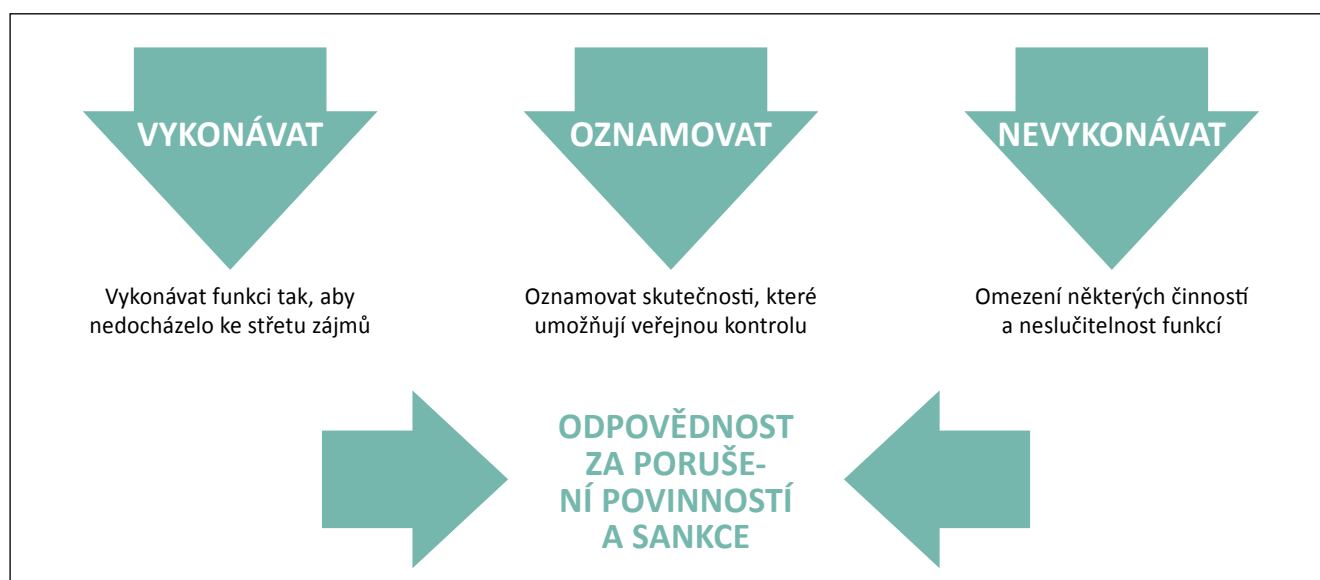 VYKONÁVAT
Vykonávat funkci tak, aby
nedocházelo ke střetu zájmů
OZNAMOVAT
Oznamovat skutečnosti, které
umožňují veřejnou kontrolu
NEVYKONÁVAT
Omezení některých činností
a neslučitelnost funkcí
ODPOVĚDNOST
ZA PORUŠE-
NÍ POVINNOSTÍ
A SANKCE